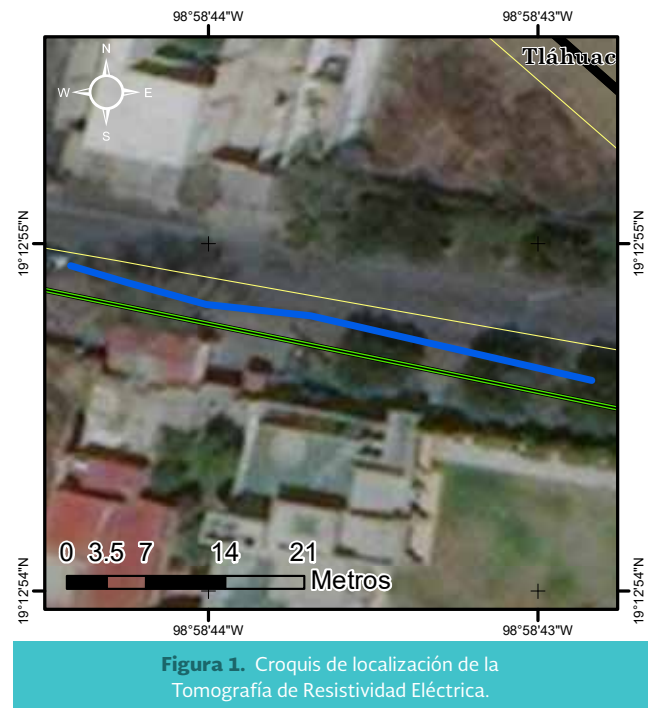 98°58'44"W
98°58'43"W
Tláhuac
N
W
E
S
19°12'55"N
19°12'55"N
19°12'54"N
19°12'54"N
0 3.5 7 14 21
Metros
98°58'44"W
98°58'43"W
Figura 1. Croquis de localización de la
Tomografía de Resistividad Eléctrica.